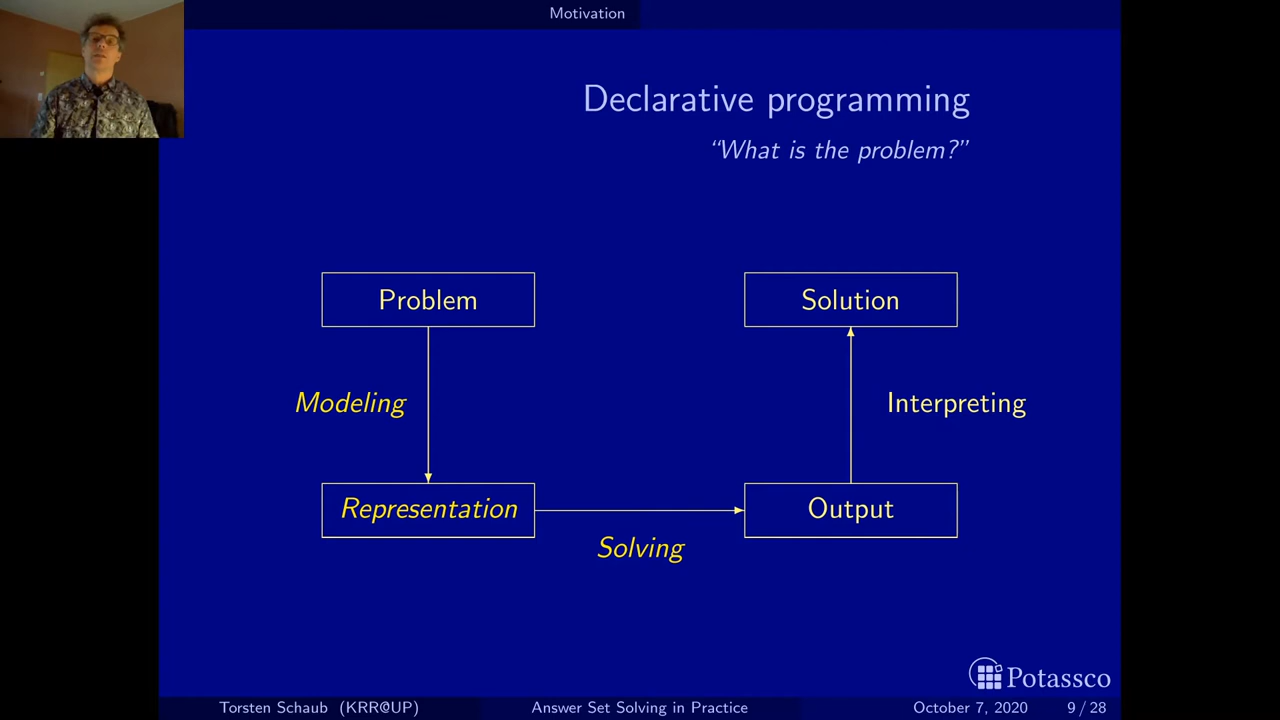 Motivation
Declarative programming
“What is the problem?”
Problem
Solution
Modeling
Interpreting
Representation
Output
Solving
Potassco
Torsten Schaub (KRR@UP)
Answer Set Solving in Practice
October 7, 2020
9 / 28